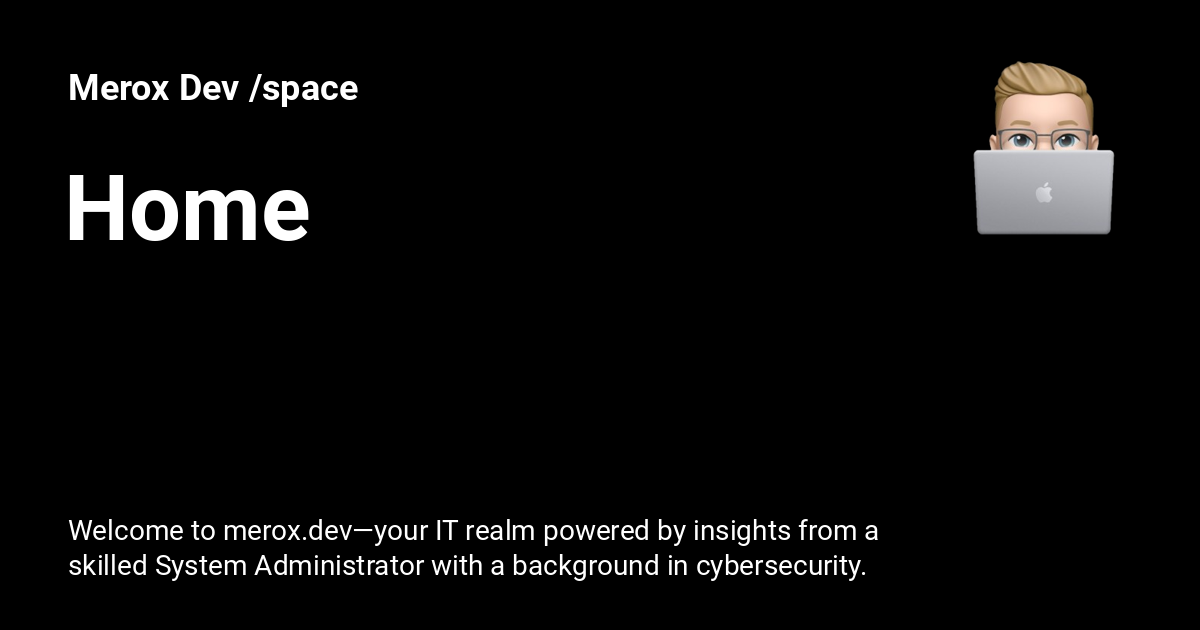 Merox Dev /space
Home
Welcome to merox.dev—your IT realm powered by insights from a
skilled System Administrator with a background in cybersecurity.